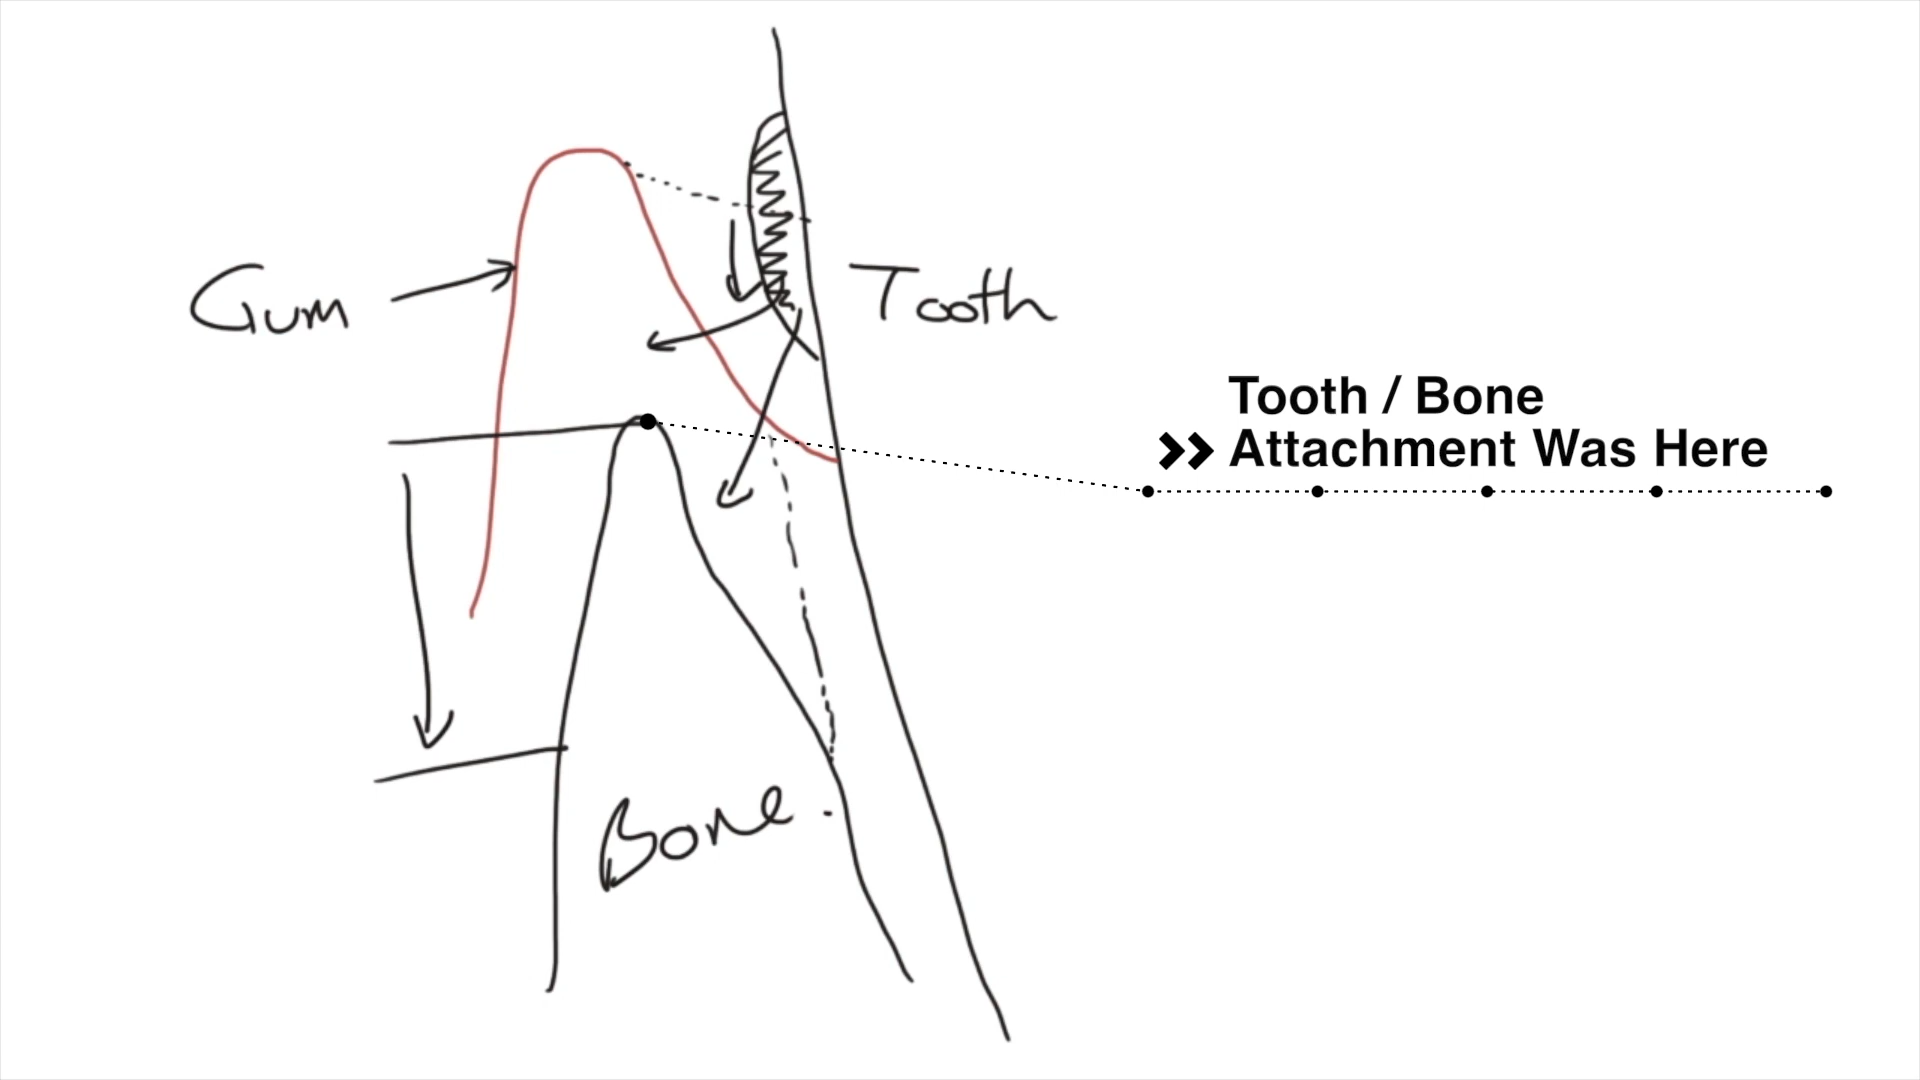 Gum
Tooth
Tooth / Bone
Attachment Was Here
Bone